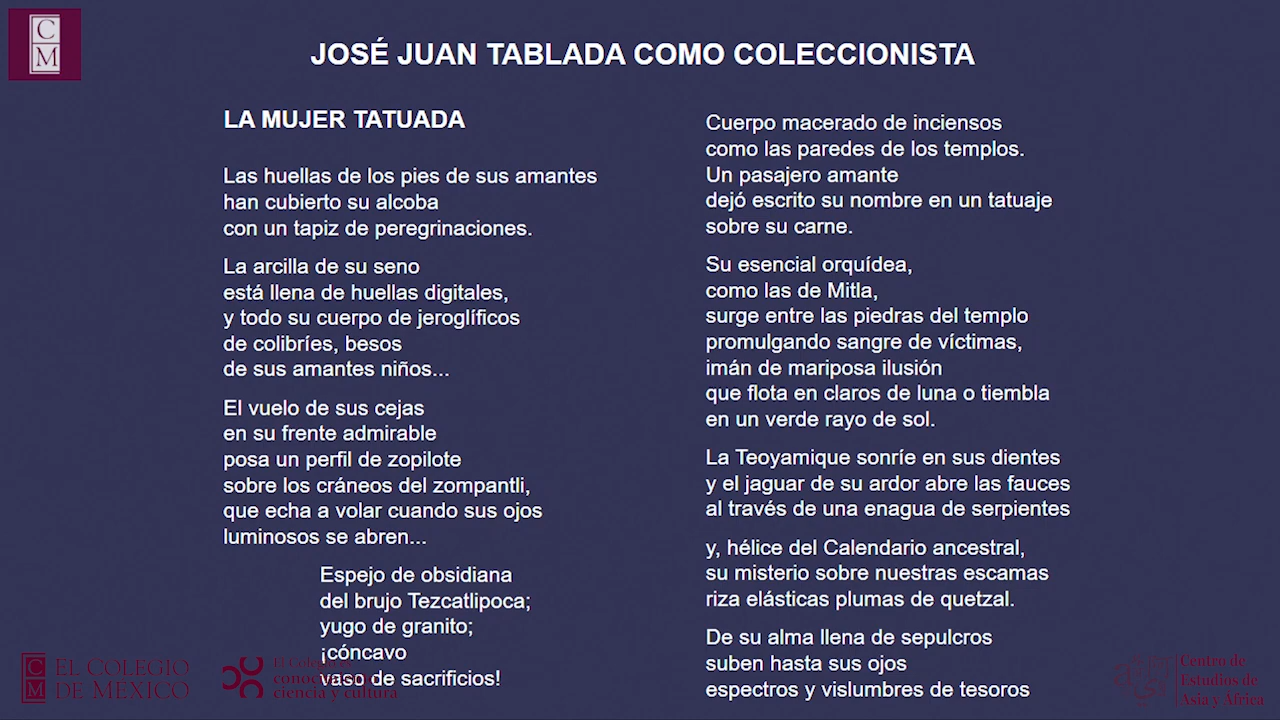 C
M
JOSÉ JUAN TABLADA COMO COLECCIONISTA
LA MUJER TATUADA
Las huellas de los pies de sus amantes
han cubierto su alcoba
con un tapiz de peregrinaciones.
La arcilla de su seno
está llena de huellas digitales,
y todo su cuerpo de jeroglíficos
de colibríes, besos
de sus amantes niños...
El vuelo de sus cejas
en su frente admirable
posa un perfil de zopilote
sobre los cráneos del zompantli,
que echa a volar cuando sus ojos
luminosos se abren...
Espejo de obsidiana
del brujo Tezcatlipoca;
yugo de granito;
¡cóncavo
vaso de sacrificios!
Cuerpo macerado de inciensos
como las paredes de los templos.
Un pasajero amante
dejó escrito su nombre en un tatuaje
sobre su carne.
Su esencial orquídea,
como las de Mitla,
surge entre las piedras del templo
promulgando sangre de víctimas,
imán de mariposa ilusión
que flota en claros de luna o tiembla
en un verde rayo de sol.
La Teoyamique sonríe en sus dientes
y el jaguar de su ardor abre las fauces
al través de una enagua de serpientes
y, hélice del Calendario ancestral,
su misterio sobre nuestras escamas
riza elásticas plumas de quetzal.
De su alma llena de sepulcros
suben hasta sus ojos
espectros y vislumbres de tesoros
C
M
EL COLEGIO
DE MÉXICO
El Colegio
ciencia y cultura
Centro de
Estudios de
Asia y África